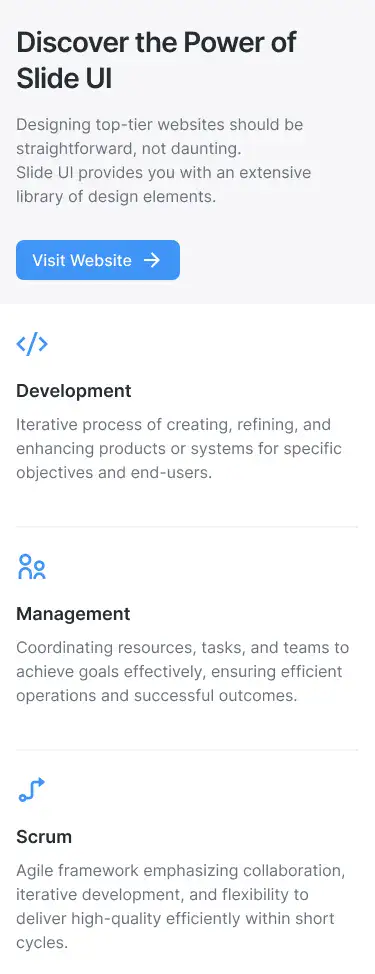 Discover the Power of
Slide UI
Designing top-tier websites should be
straightforward, not daunting.
Slide UI provides you with an extensive
library of design elements.
Visit Website
Development
Iterative process of creating, refining, and
enhancing products or systems for specific
objectives and end-users.
Management
Coordinating resources, tasks, and teams to
achieve goals effectively, ensuring efficient
operations and successful outcomes.
Scrum
Agile framework emphasizing collaboration,
iterative development, and flexibility to
deliver high-quality efficiently within short
cycles.